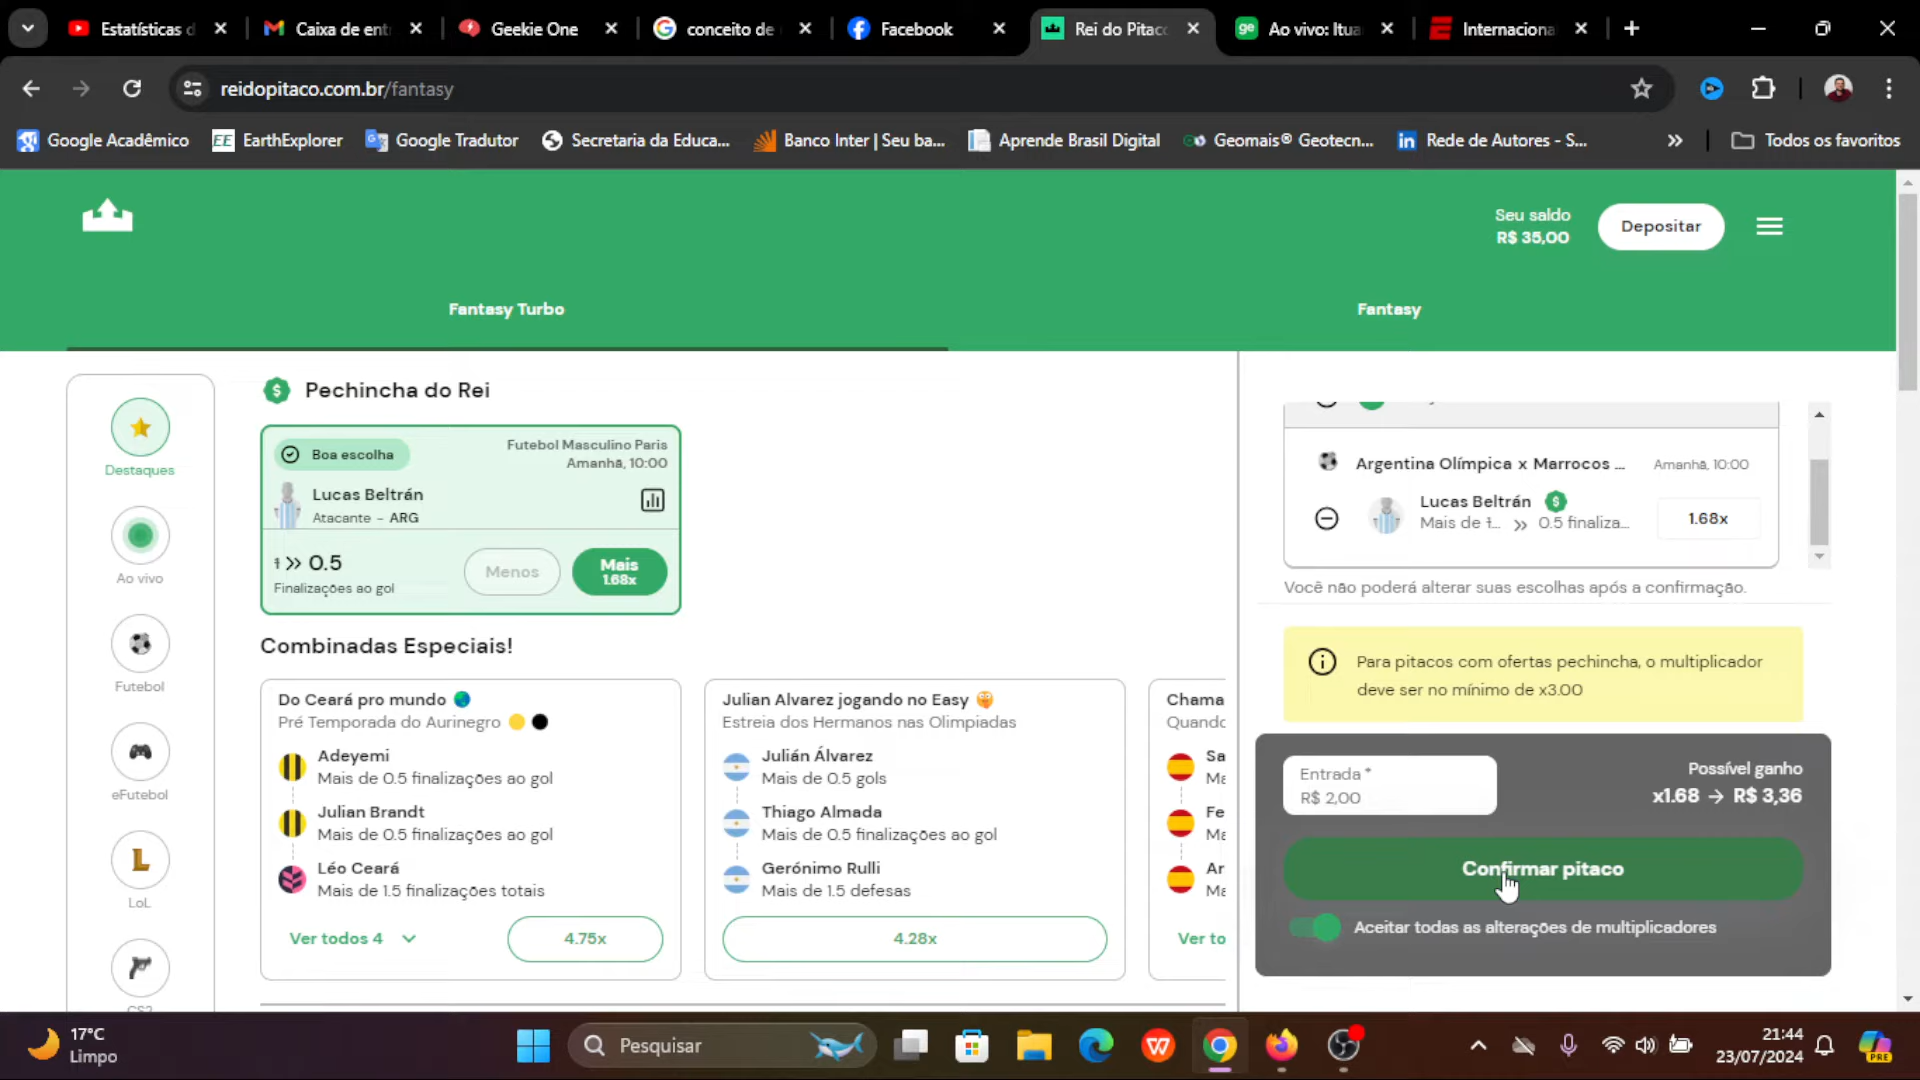 Estatísticas d
Caixa de ent
Geekie One
conceito de
Facebook
Rei do Pitaco
Ao vivo: Itua
Internaciona
reidopitaco.com.br/fantasy
Google Acadêmico
EarthExplorer
Google Tradutor
Secretaria da Educa...
Banco Inter | Seu ba...
Aprende Brasil Digital
Geomais® Geotecn...
Rede de Autores - S...
Todos os favoritos
Seu saldo
R$ 35,00
Depositar
Fantasy Turbo
Fantasy
Destaques
Ao vivo
Futebol
eFutebol
LoL
CS2
Pechincha do Rei
Boa escolha
Futebol Masculino Paris
Amanhã, 10:00
Lucas Beltrán
Atacante - ARG
1 >> 0.5
Finalizações ao gol
Menos
Mais
1.68x
Combinadas Especiais!
Do Ceará pro mundo
Pré Temporada do Aurinegro
Adeyemi
Mais de 0.5 finalizações ao gol
Julian Brandt
Mais de 0.5 finalizações ao gol
Léo Ceará
Mais de 1.5 finalizações totais
Ver todos 4
4.75x
Julian Alvarez jogando no Easy
Estreia dos Hermanos nas Olimpiadas
Julián Álvarez
Mais de 0.5 gols
Thiago Almada
Mais de 0.5 finalizações ao gol
Gerónimo Rulli
Mais de 1.5 defesas
4.28x
Chama
Quando
Sa
Ma
Fe
Ma
Ar
Ma
Ver to
Argentina Olímpica x Marrocos ...
Amanhã, 10:00
Lucas Beltrán
Mais de 1... >> 0.5 finaliza...
1.68x
Você não poderá alterar suas escolhas após a confirmação.
Para pitacos com ofertas pechincha, o multiplicador
deve ser no mínimo de x3.00
Entrada *
R$ 2,00
Possível ganho
x1.68 → R$ 3,36
Confirmar pitaco
Aceitar todas as alterações de multiplicadores
17°C
Limpo
Pesquisar
21:44
23/07/2024
PRE